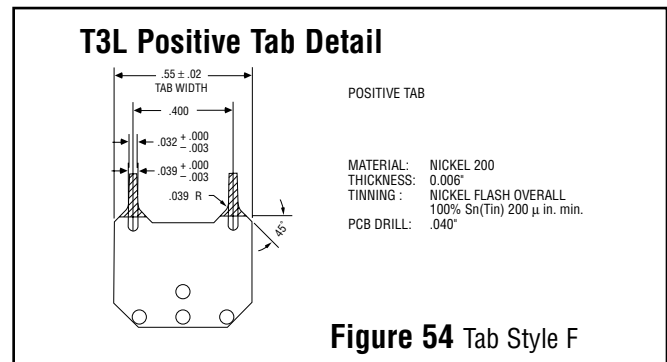 T3L Positive Tab Detail
.55 ± .02
TAB WIDTH
.400
.032 + .000
− .003
.039 + .000
− .003
.039 R
45°
POSITIVE TAB
MATERIAL: NICKEL 200
THICKNESS: 0.006"
TINNING : NICKEL FLASH OVERALL
100% Sn(Tin) 200 µ in. min.
PCB DRILL: .040"
Figure 54 Tab Style F